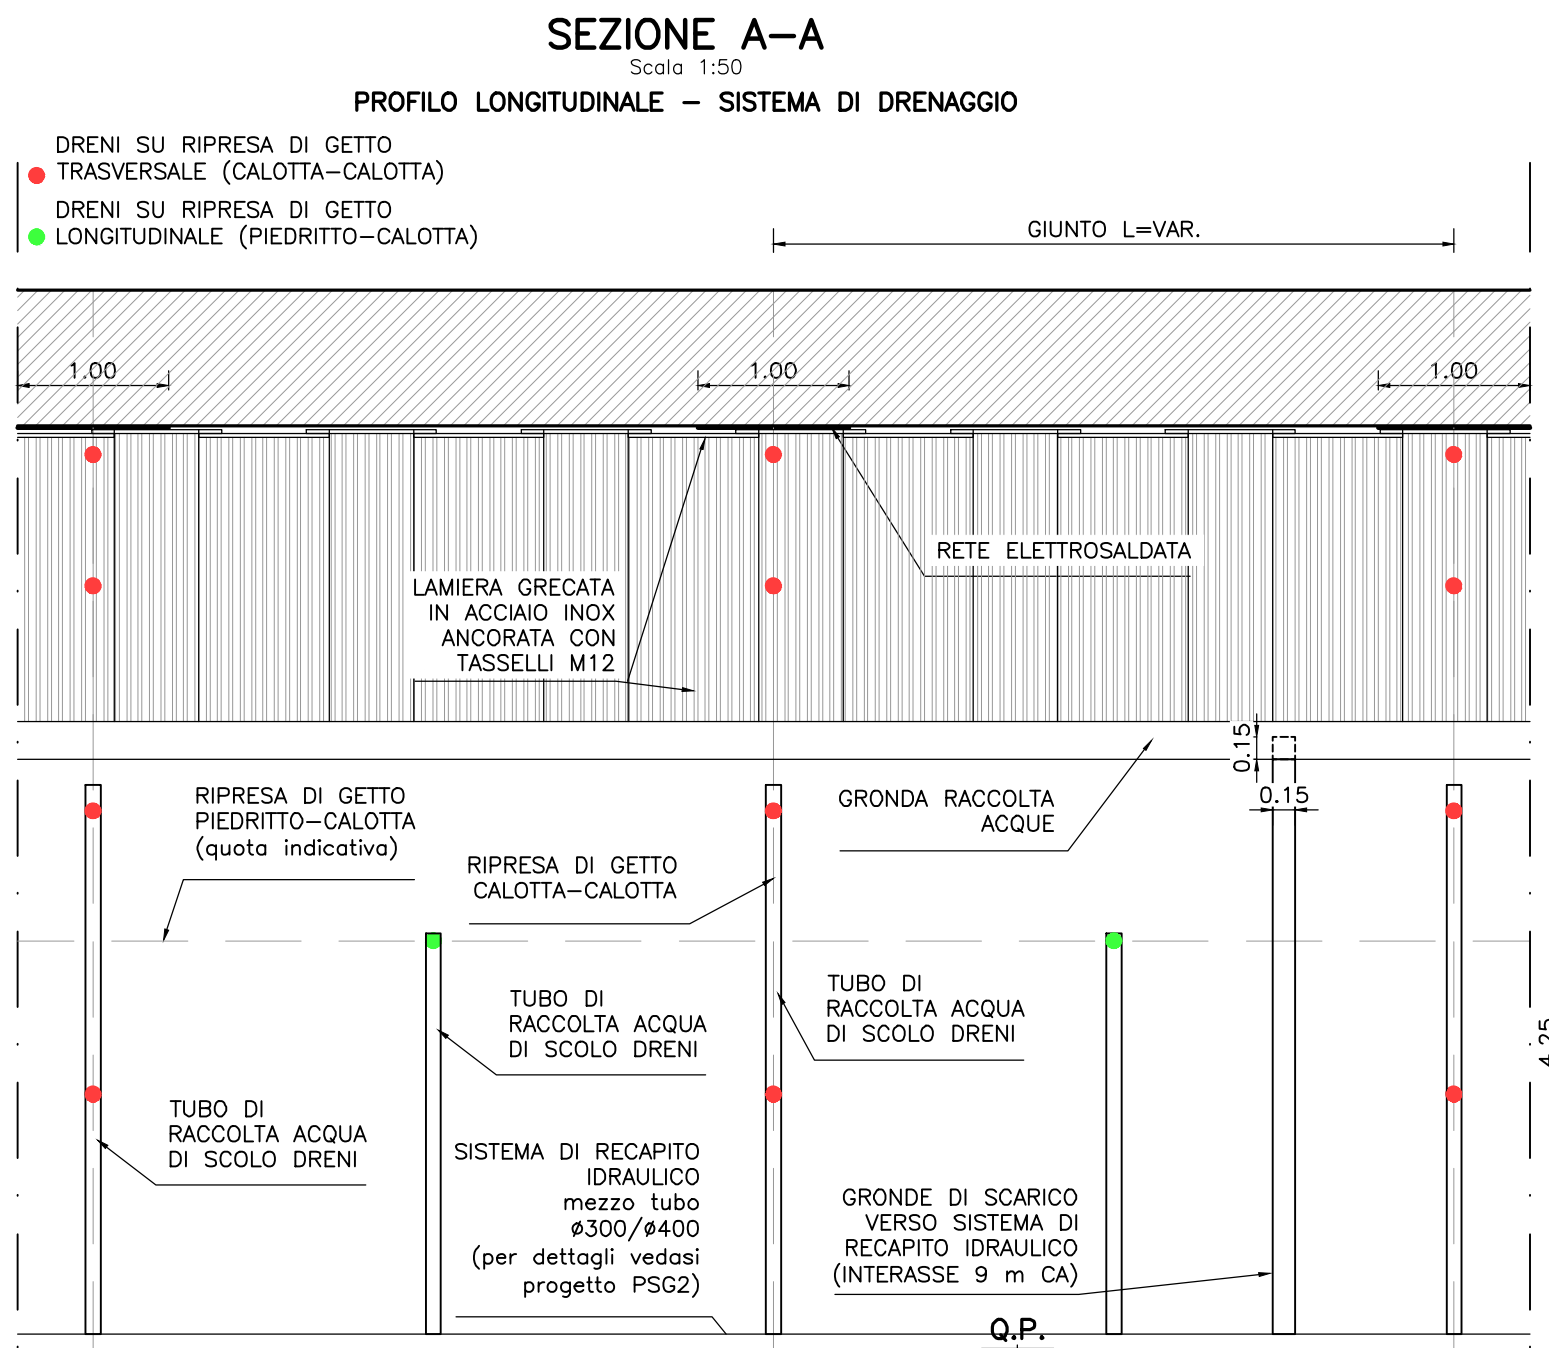 SEZIONE A-A
Scala 1:50
PROFILO LONGITUDINALE - SISTEMA DI DRENAGGIO
DRENI SU RIPRESA DI GETTO
TRASVERSALE (CALOTTA-CALOTTA)
DRENI SU RIPRESA DI GETTO
LONGITUDINALE (PIEDRITTO-CALOTTA)
GIUNTO L=VAR.
1.00
1.00
1.00
RETE ELETTROSALDATA
LAMIERA GRECATA
IN ACCIAIO INOX
ANCORATA CON
TASSELLI M12
0.15
0.15
RIPRESA DI GETTO
PIEDRITTO-CALOTTA
(quota indicativa)
GRONDA RACCOLTA
ACQUE
RIPRESA DI GETTO
CALOTTA-CALOTTA
TUBO DI
RACCOLTA ACQUA
DI SCOLO DRENI
TUBO DI
RACCOLTA ACQUA
DI SCOLO DRENI
4.25
TUBO DI
RACCOLTA ACQUA
DI SCOLO DRENI
SISTEMA DI RECAPITO
IDRAULICO
mezzo tubo
ø300/ø400
(per dettagli vedasi
progetto PSG2)
GRONDE DI SCARICO
VERSO SISTEMA DI
RECAPITO IDRAULICO
(INTERASSE 9 m CA)
Q.P.